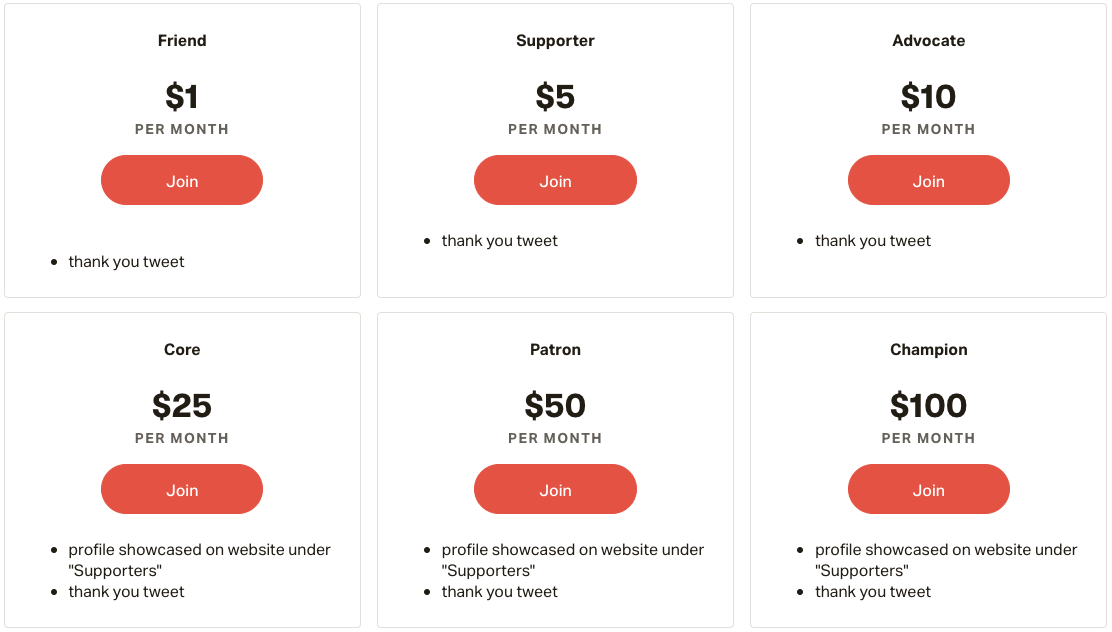 Friend
$1
PER MONTH
Join
• thank you tweet
Supporter
$5
PER MONTH
Join
• thank you tweet
Advocate
$10
PER MONTH
Join
• thank you tweet
Core
$25
PER MONTH
Join
• profile showcased on website under
"Supporters"
• thank you tweet
Patron
$50
PER MONTH
Join
• profile showcased on website under
"Supporters"
• thank you tweet
Champion
$100
PER MONTH
Join
• profile showcased on website under
"Supporters"
• thank you tweet